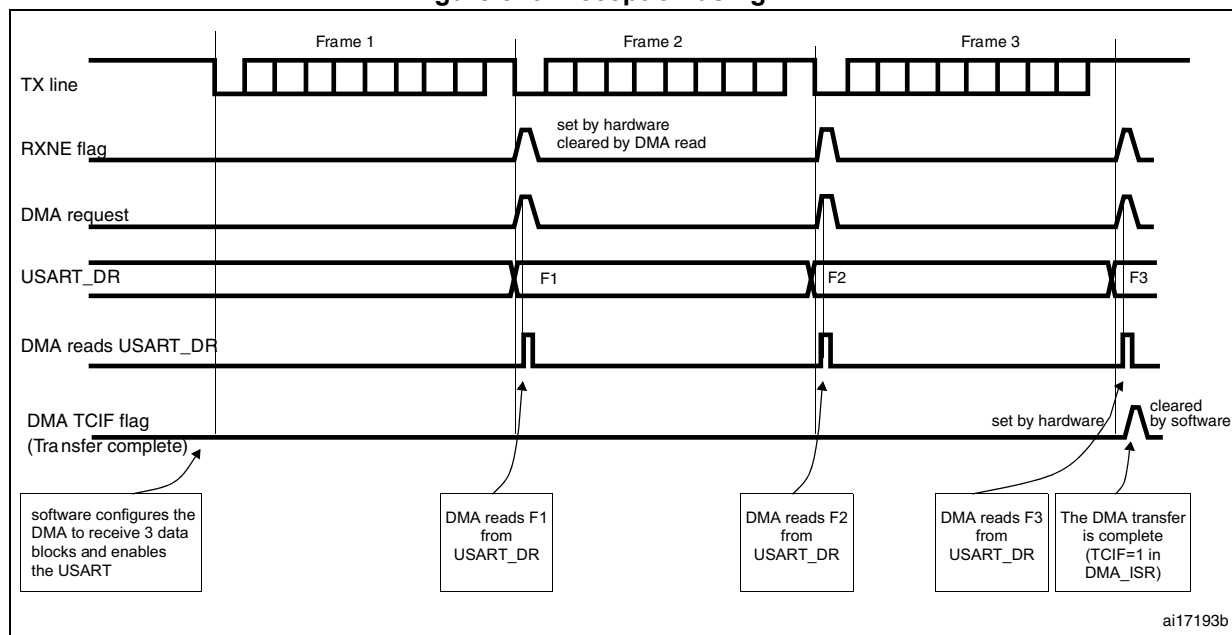 Frame 1
Frame 2
Frame 3
TX line
set by hardware
cleared by DMA read
RXNE flag
DMA request
USART_DR
F1
F2
F3
DMA reads USART_DR
DMA TCIF flag
(Transfer complete)
set by hardware
cleared
by software
software configures the
DMA to receive 3 data
blocks and enables
the USART
DMA reads F1
from
USART_DR
DMA reads F2
from
USART_DR
DMA reads F3
from
USART_DR
The DMA transfer
is complete
(TCIF=1 in
DMA_ISR)
ai17193b